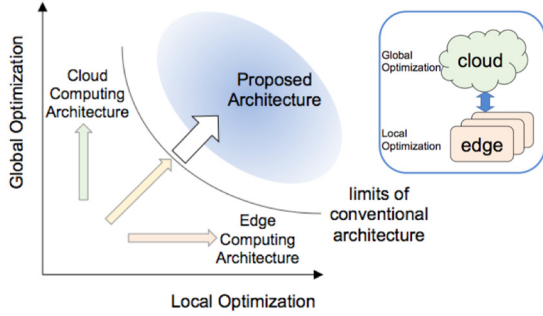 Global Optimization
Cloud
Computing
Architecture
Proposed
Architecture
Edge
Computing
Architecture
limits of
conventional
architecture
Local Optimization
Global
Optimization
cloud
Local
Optimization
edge